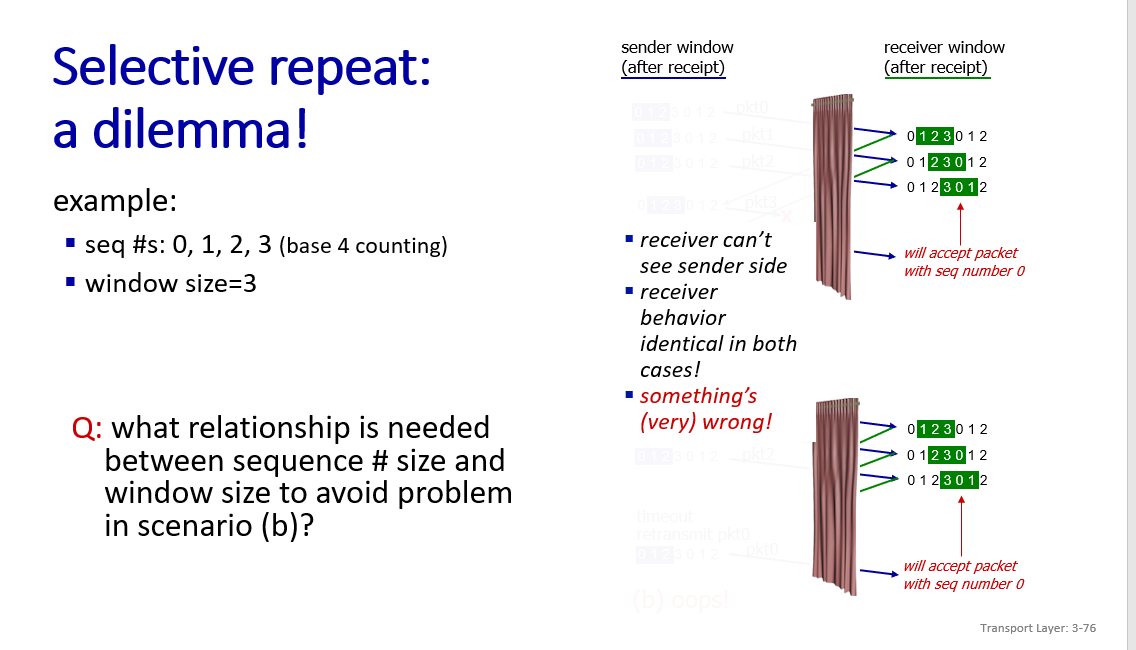 Selective repeat:
a dilemma!
example:
seq #s: 0, 1, 2, 3 (base 4 counting)
window size=3
Q: what relationship is needed
between sequence # size and
window size to avoid problem
in scenario (b)?
sender window
(after receipt)
receiver window
(after receipt)
0 1 2 3 0 1 2 pkt0
0 1 2 3 0 1 2 pkt1
0 1 2 3 0 1 2 pkt2
0 1 2 3 0 1 2 pkt3
X
0 1 2 3 0 1 2
0 1 2 3 0 1 2
0 1 2 3 0 1 2
will accept packet
with seq number 0
receiver can’t
see sender side
receiver
behavior
identical in both
cases!
something’s
(very) wrong!
0 1 2 3 0 1 2 pkt2
timeout
retransmit pkt0
0 1 2 3 0 1 2 pkt0
(b) oops!
0 1 2 3 0 1 2
0 1 2 3 0 1 2
0 1 2 3 0 1 2
will accept packet
with seq number 0
Transport Layer: 3-76